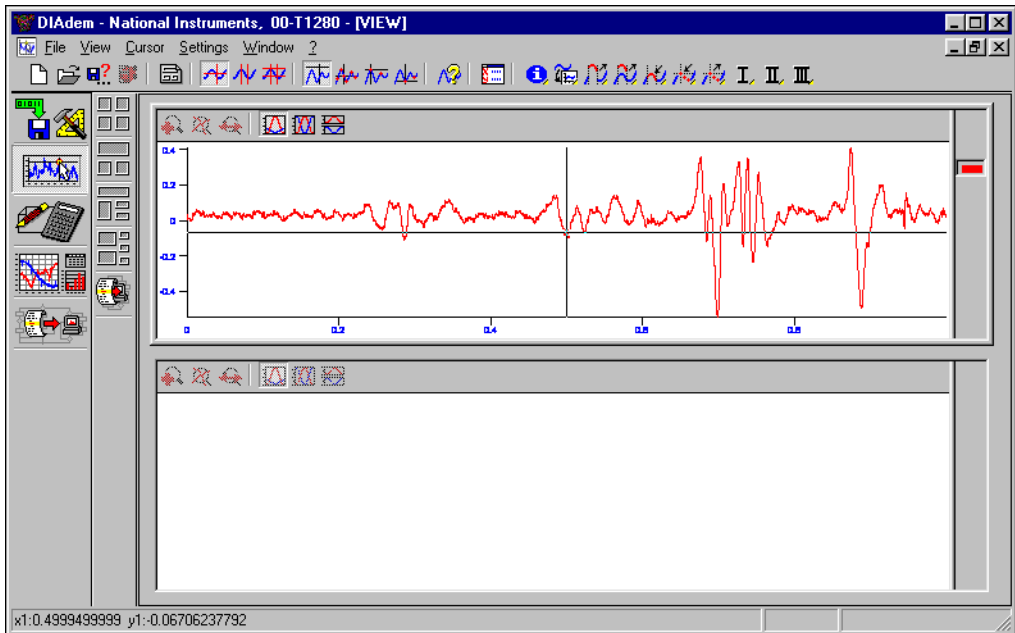 DIAdem - National Instruments, 00-T1280 - [VIEW]
File View Cursor Settings Window ?
0.4
0.2
0
-0.2
-0.4
0 0.2 0.4 0.6 0.8
x1:0.4999499999 y1:-0.06706237792